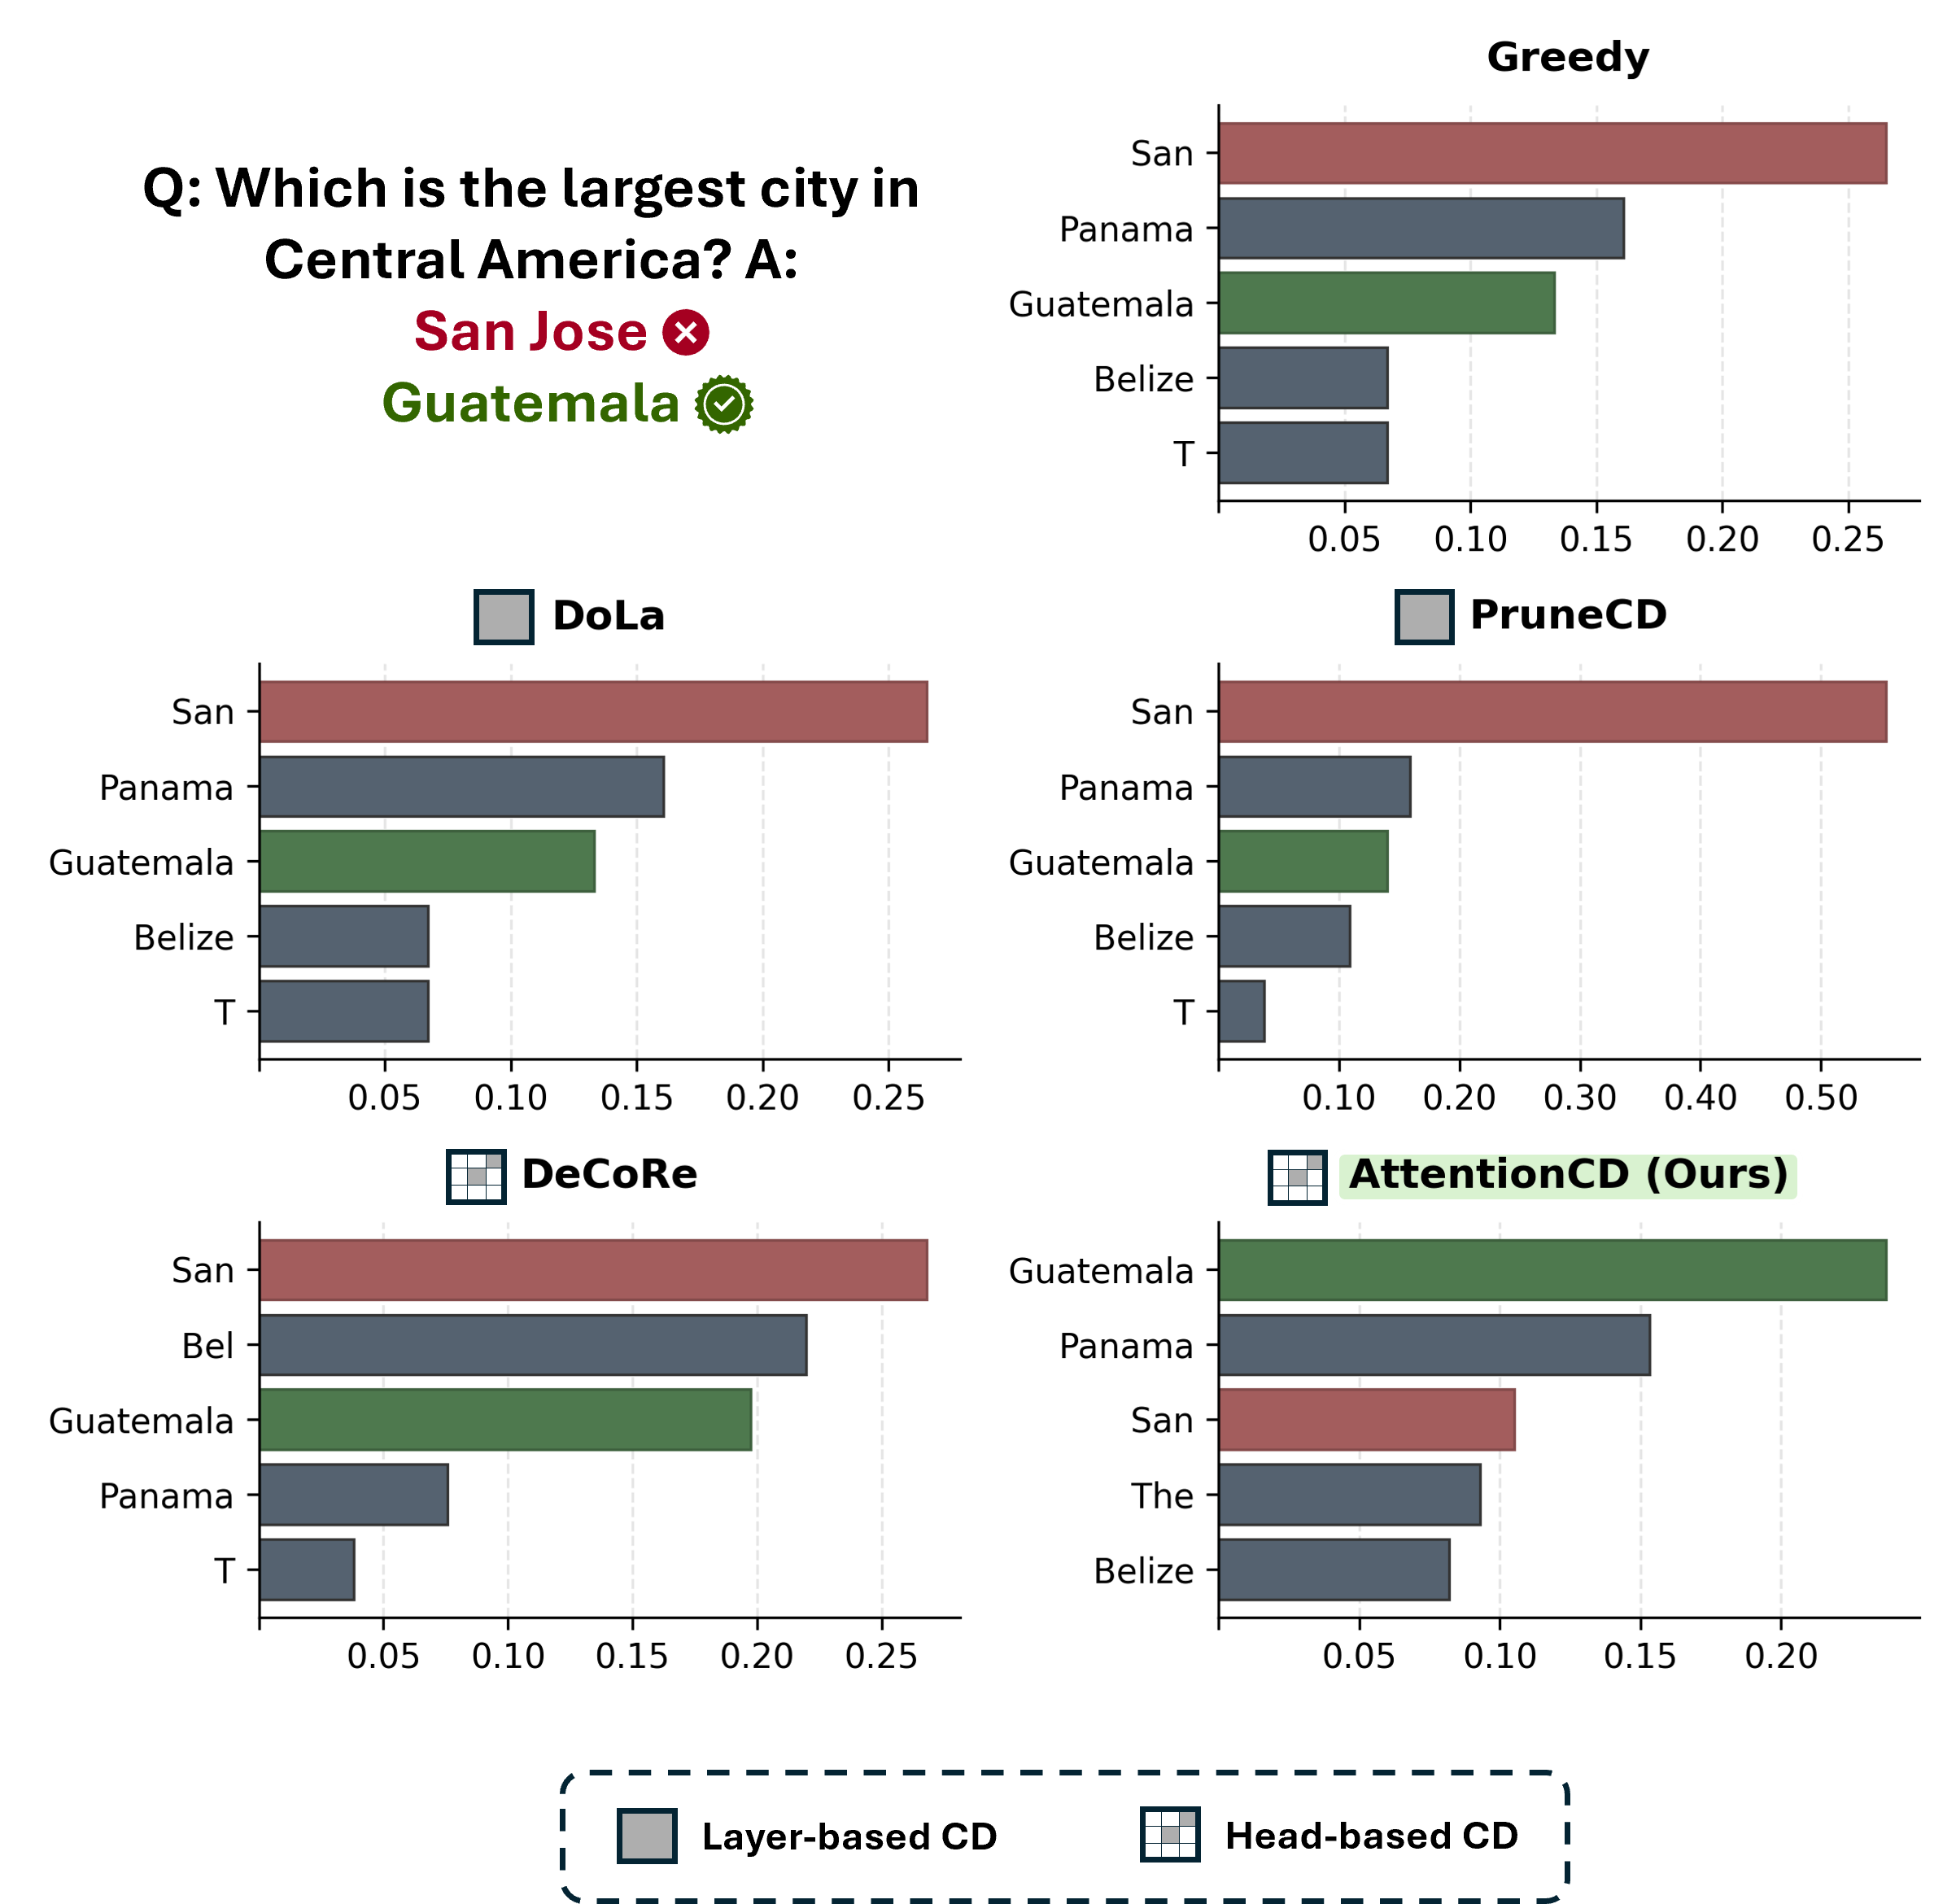 Q: Which is the largest city in
Central America? A:
San Jose
Guatemala
Greedy
San
Panama
Guatemala
Belize
T
0.05 0.10 0.15 0.20 0.25
DoLa
San
Panama
Guatemala
Belize
T
0.05 0.10 0.15 0.20 0.25
PruneCD
San
Panama
Guatemala
Belize
T
0.10 0.20 0.30 0.40 0.50
DeCoRe
San
Bel
Guatemala
Panama
T
0.05 0.10 0.15 0.20 0.25
AttentionCD (Ours)
Guatemala
Panama
San
The
Belize
0.05 0.10 0.15 0.20
Layer-based CD
Head-based CD